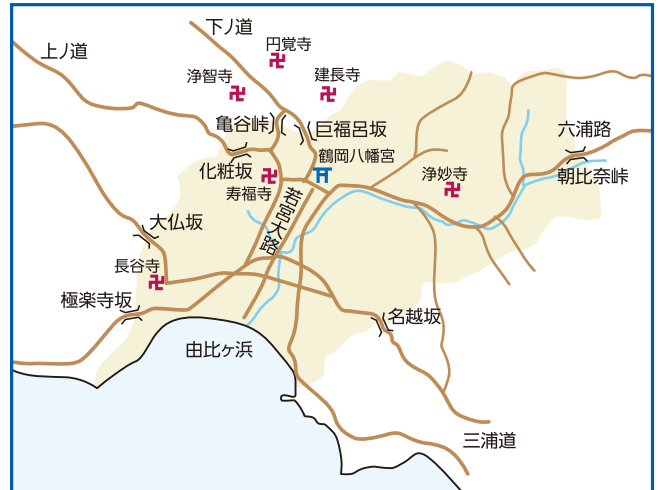 下ノ道
円覚寺
上ノ道
浄智寺
建長寺
亀谷峠
巨福呂坂
六浦路
鶴岡八幡宮
化粧坂
浄妙寺
朝比奈峠
寿福寺
若宮大路
大仏坂
長谷寺
極楽寺坂
名越坂
由比ヶ浜
三浦道